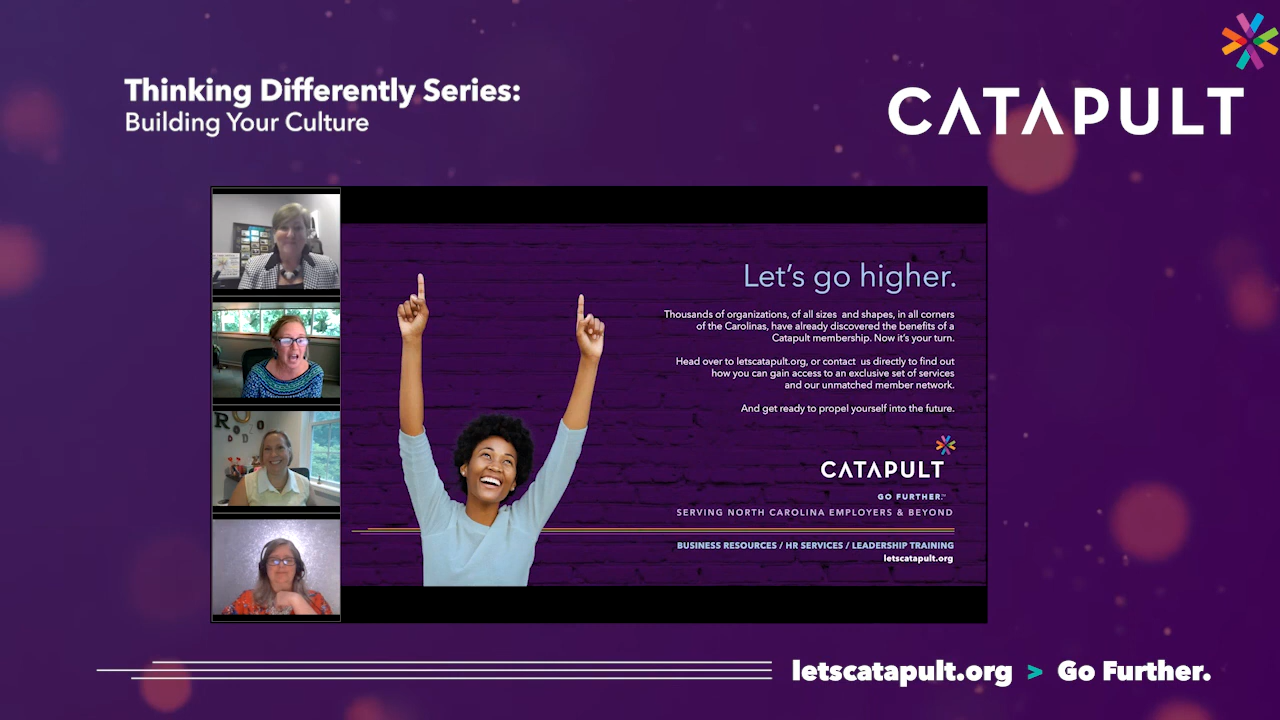 Thinking Differently Series:
Building Your Culture
CATAPULT
Let's go higher.
Thousands of organizations, of all sizes and shapes, in all corners
of the Carolinas, have already discovered the benefits of a
Catapult membership. Now it's your turn.
Head over to letscatapult.org, or contact us directly to find out
how you can gain access to an exclusive set of services
and our unmatched member network.
And get ready to propel yourself into the future.
CATAPULT
GO FURTHER.™
SERVING NORTH CAROLINA EMPLOYERS & BEYOND
BUSINESS RESOURCES / HR SERVICES / LEADERSHIP TRAINING
letscatapult.org
letscatapult.org > Go Further.